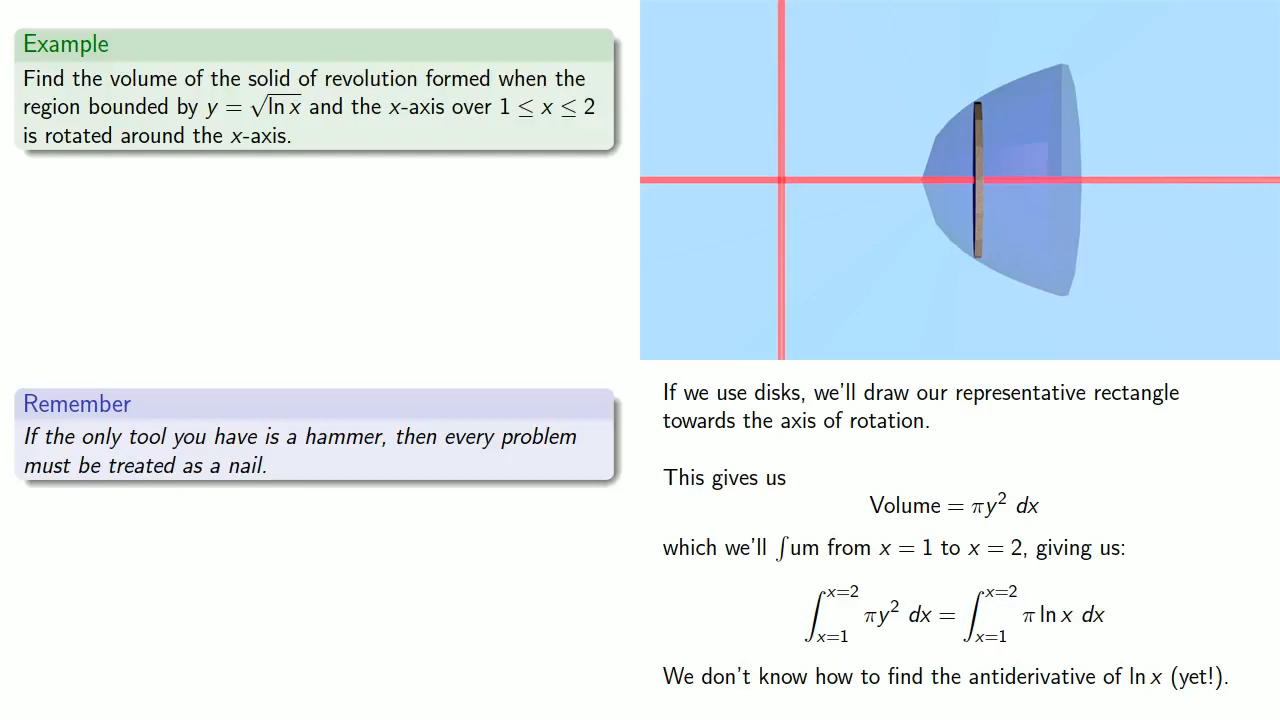 Example
Find the volume of the solid of revolution formed when the
region bounded by y = √ln x and the x-axis over 1 ≤ x ≤ 2
is rotated around the x-axis.
Remember
If the only tool you have is a hammer, then every problem
must be treated as a nail.
If we use disks, we'll draw our representative rectangle
towards the axis of rotation.
This gives us
Volume = πy² dx
which we'll ∫um from x = 1 to x = 2, giving us:
∫_{x=1}^{x=2} πy² dx = ∫_{x=1}^{x=2} π ln x dx
We don't know how to find the antiderivative of ln x (yet!).